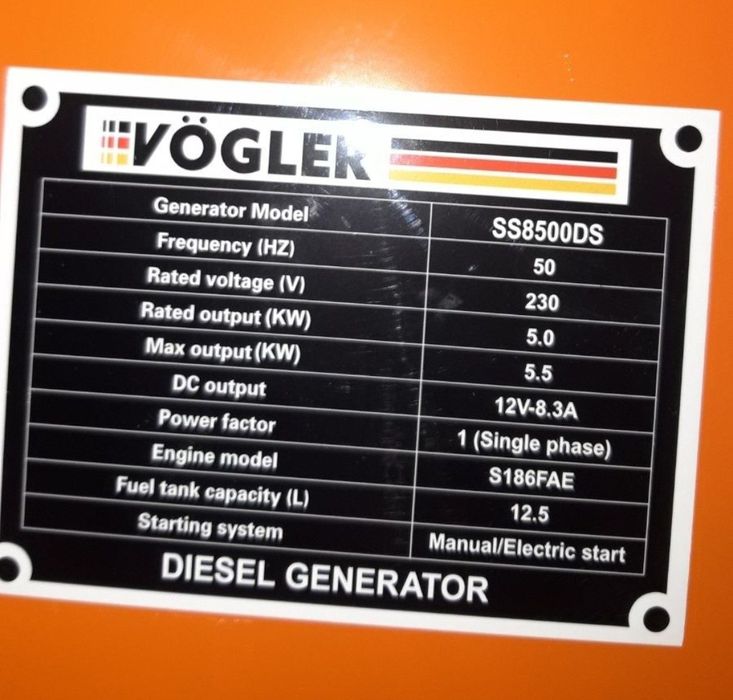 VÖGLER
Generator Model SS8500DS
Frequency (HZ) 50
Rated voltage (V) 230
Rated output (KW) 5.0
Max output(KW) 5.5
DC output 12V-8.3A
Power factor 1 (Single phase)
Engine model S186FAE
Fuel tank capacity (L) 12.5
Starting system Manual/Electric start
DIESEL GENERATOR